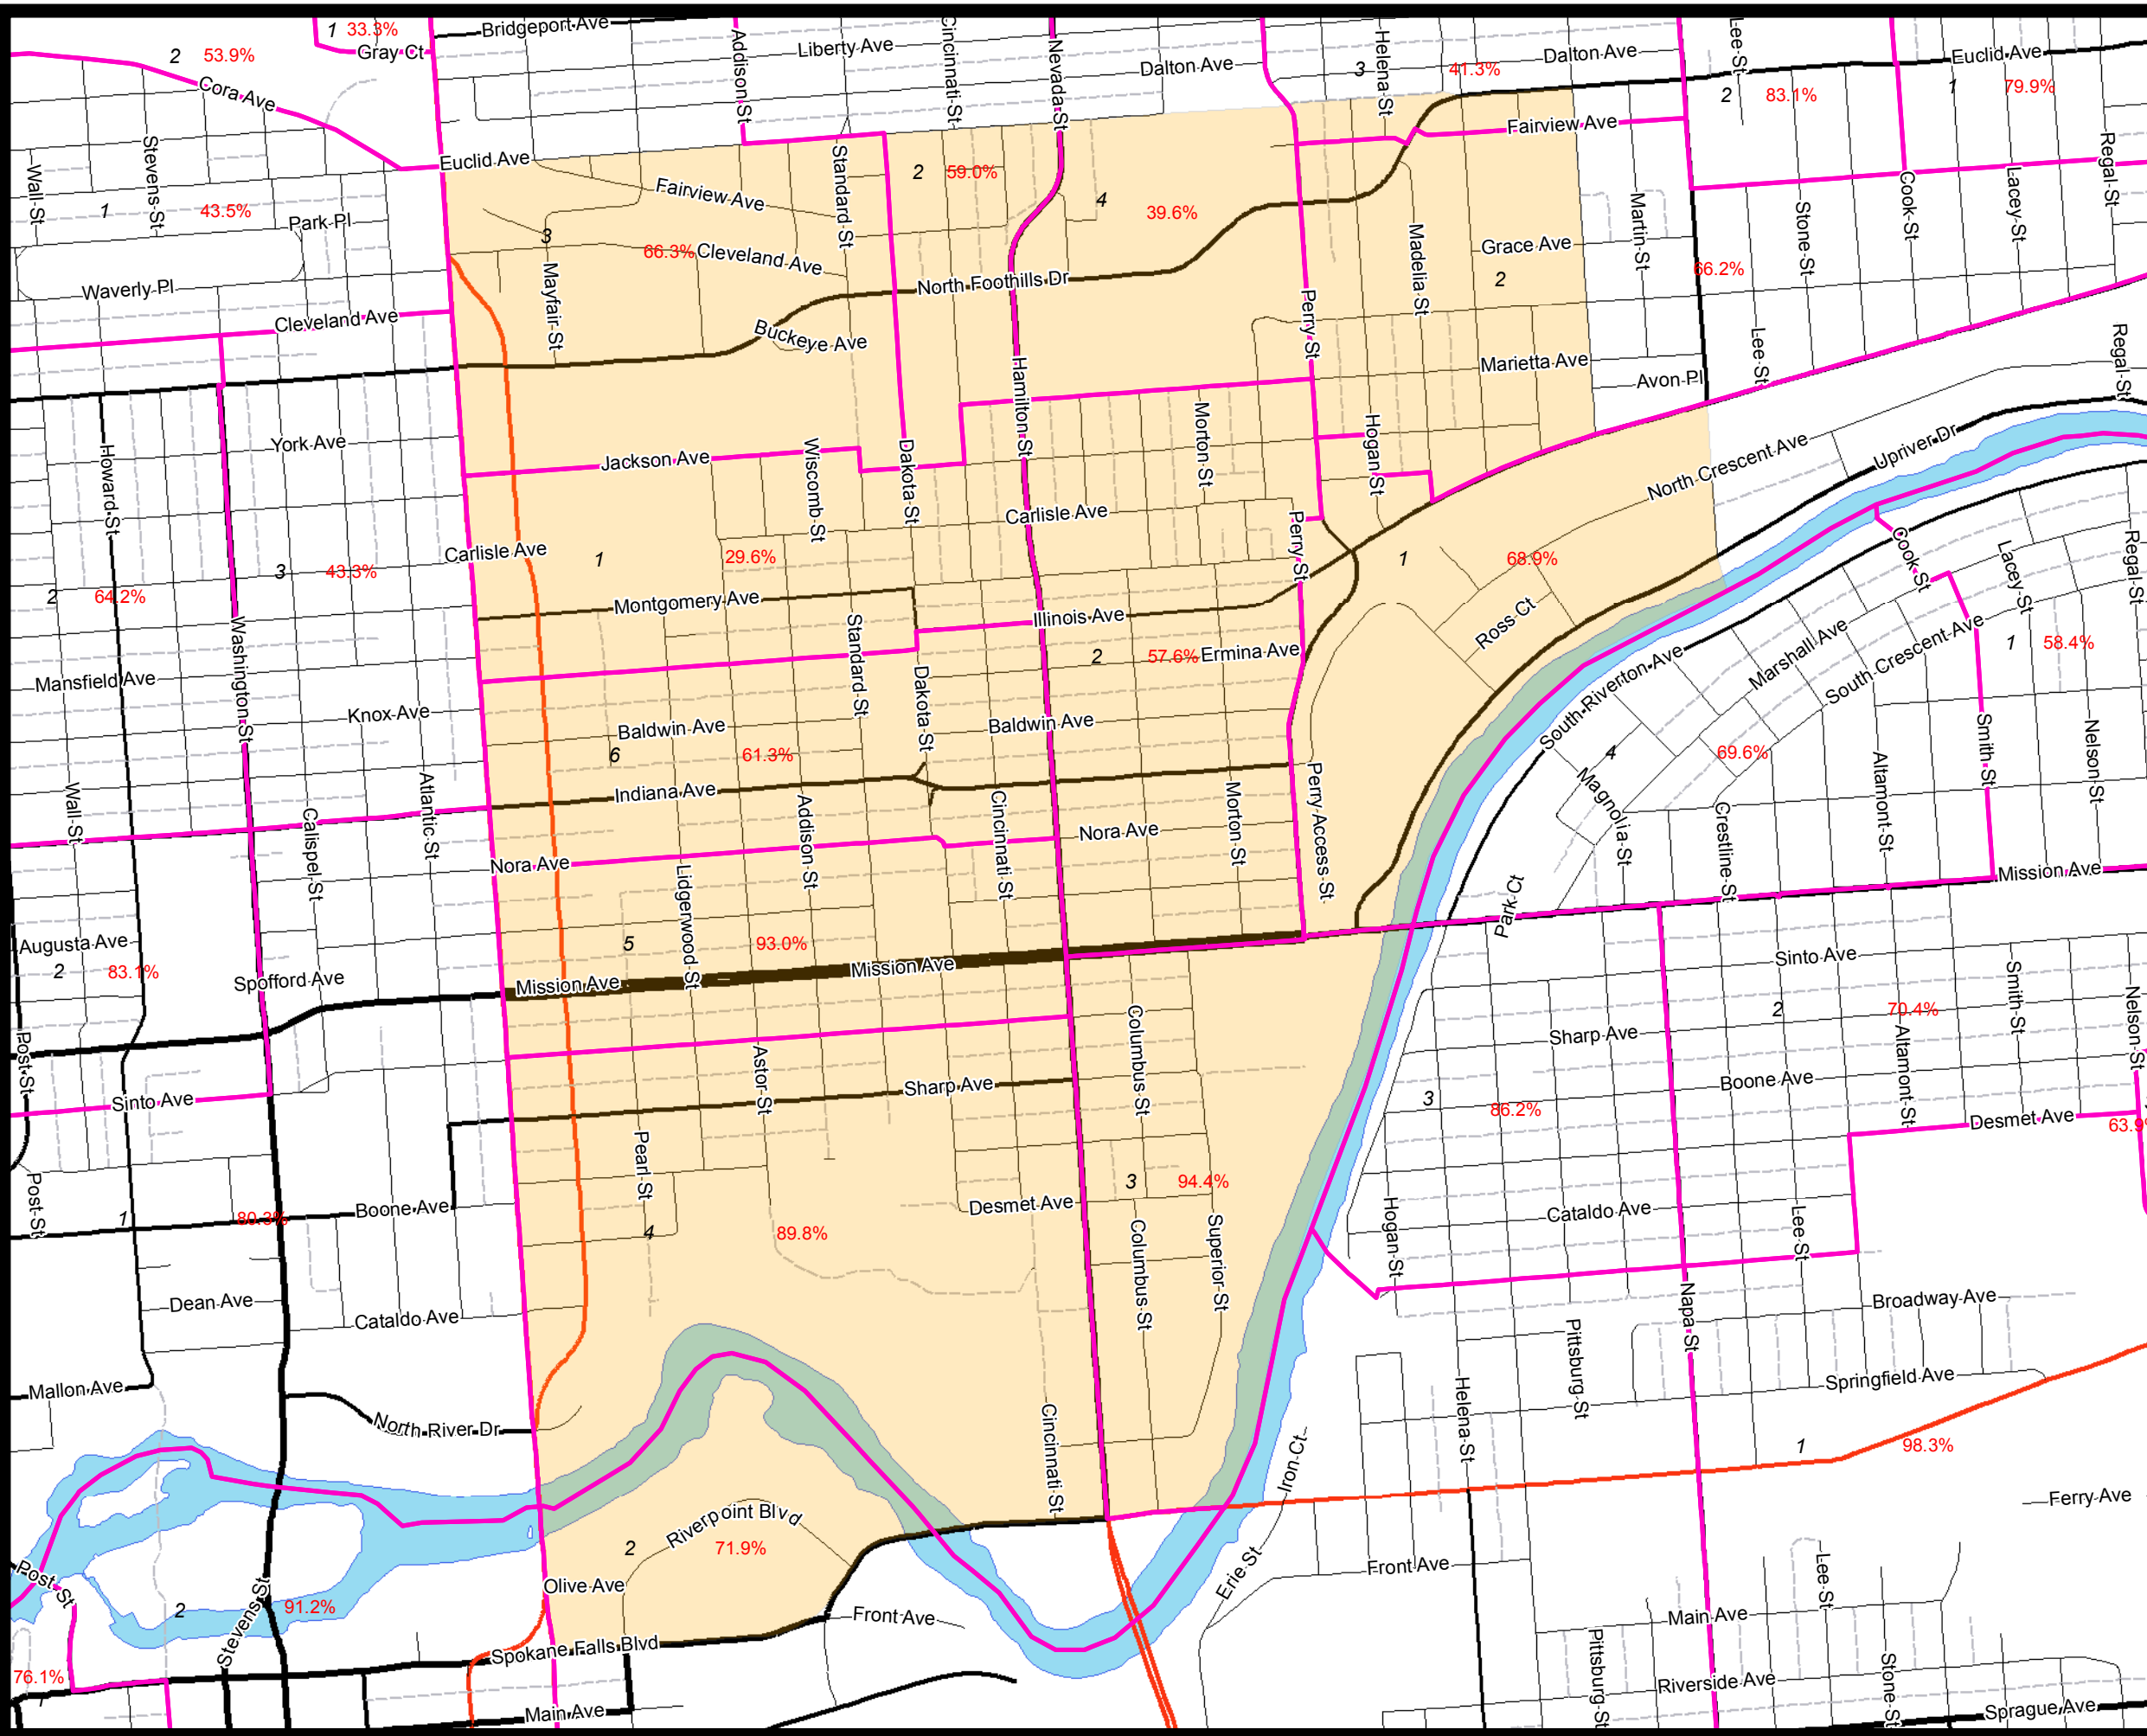 1 33.3%
Bridgeport Ave
2 53.9%
Gray Ct
Addison St
Liberty Ave
Cincinnati St
Nevada St
Dalton Ave
Helena St
3 41.3%
Dalton Ave
Lee St
Euclid Ave
2 83.1%
1 79.9%
Cora Ave
Stevens St
Wall St
Euclid Ave
Fairview Ave
Standard St
2 59.0%
4 39.6%
Fairview Ave
Regal St
1 43.5%
Park Pl
3
66.3%
Cleveland Ave
Mayfair St
Waverly Pl
Cleveland Ave
North Foothills Dr
Buckeye Ave
Perry St
Madelia St
Grace Ave
2
Martin St
66.2%
Stone St
Cook St
Lacey St
Marietta Ave
Avon Pl
Lee St
Regal St
York Ave
Howard St
Jackson Ave
Wiscomb St
Dakota St
Hamilton St
Morton St
Hogan St
North Crescent Ave
Upriver Dr
Carlisle Ave
Carlisle Ave
1 29.6%
Perry St
1 68.9%
Cook St
Lacey St
Regal St
2 64.2%
3 43.3%
Washington St
Montgomery Ave
Standard St
Illinois Ave
2 57.6%
Ermina Ave
Ross Ct
Marshall Ave
South Crescent Ave
1 58.4%
South Riverton Ave
Mansfield Ave
Knox Ave
Baldwin Ave
Dakota St
Baldwin Ave
6 61.3%
Indiana Ave
Perry Access St
4 69.6%
Magnolia St
Crestline St
Altamont St
Smith St
Nelson St
Wall St
Calispel St
Atlantic St
Nora Ave
Lidgerwood St
Addison St
Cincinnati St
Nora Ave
Morton St
Mission Ave
Park Ct
Augusta Ave
2 83.1%
Spofford Ave
5 93.0%
Mission Ave
Mission Ave
Sinto Ave
Smith St
Nelson St
2 70.4%
Post St
Sinto Ave
Astor St
Sharp Ave
Columbus St
Sharp Ave
Boone Ave
Altamont St
3 86.2%
Desmet Ave
63.9%
Post St
1 80.3%
Boone Ave
Pearl St
4 89.8%
Desmet Ave
3 94.4%
Columbus St
Superior St
Hogan St
Cataldo Ave
Lee St
Dean Ave
Cataldo Ave
Napa St
Broadway Ave
Pittsburg St
Springfield Ave
Mallon Ave
North River Dr
Cincinnati St
Helena St
1 98.3%
Iron Ct
Riverpoint Blvd
2 71.9%
Ferry Ave
Post St
Olive Ave
Erie St
Front Ave
Lee St
2 91.2%
Stevens St
Front Ave
Main Ave
Spokane Falls Blvd
Pittsburg St
Stone St
76.1%
1
Riverside Ave
Main Ave
Sprague Ave